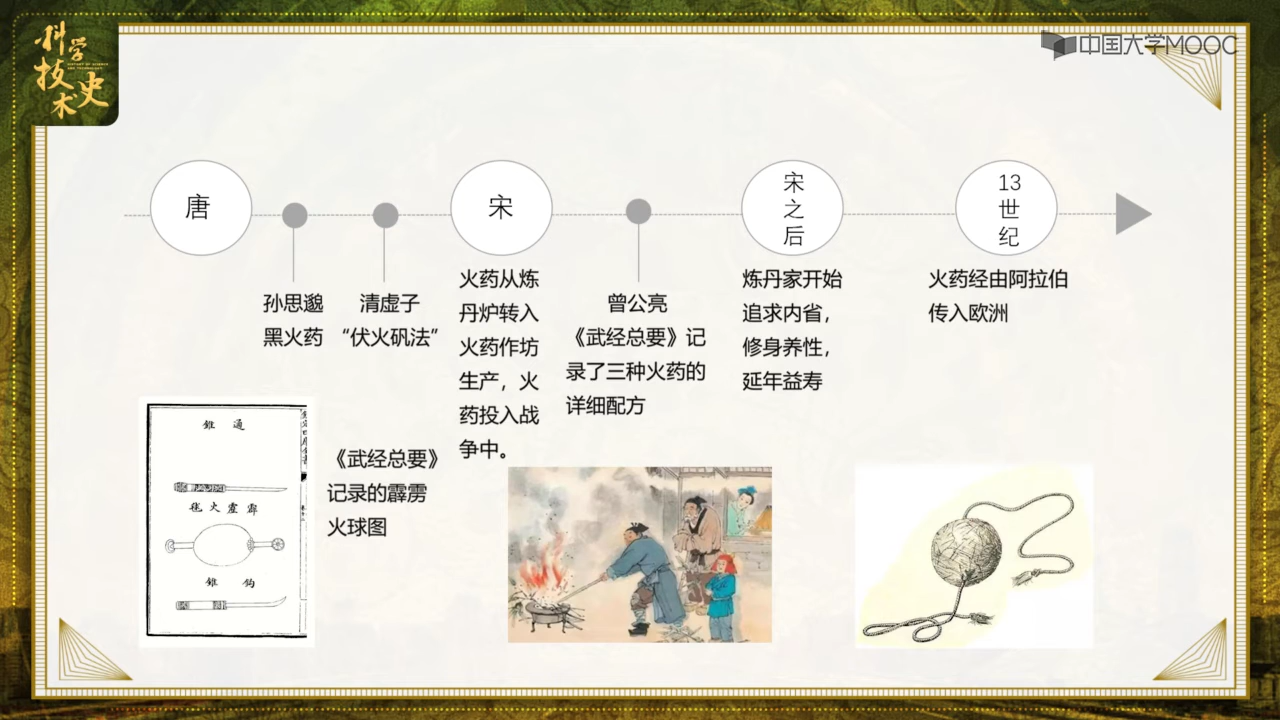 科学技术史
HISTORY OF SCIENCE AND TECHNOLOGY
中国大学MOOC
唐
孙思邈
黑火药
清虚子
“伏火矾法”
宋
火药从炼
丹炉转入
火药作坊
生产，火
药投入战
争中。
曾公亮
《武经总要》记
录了三种火药的
详细配方
宋
之
后
炼丹家开始
追求内省，
修身养性，
延年益寿
13
世
纪
火药经由阿拉伯
传入欧洲
《武经总要》
记录的霹雳
火球图
錐 通
毬火靂霹
錐 鈎